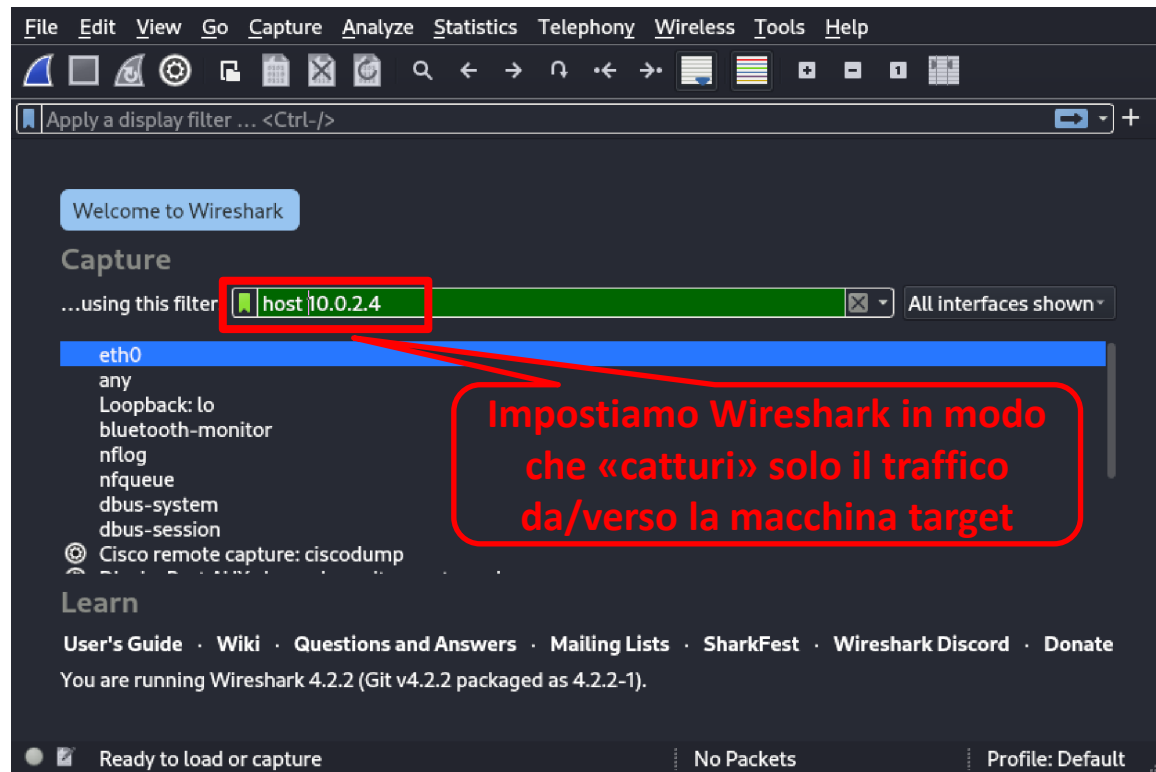 File Edit View Go Capture Analyze Statistics Telephony Wireless Tools Help
Apply a display filter … <Ctrl-/>
Welcome to Wireshark
Capture
…using this filter: host 10.0.2.4 All interfaces shown
eth0
any
Loopback: lo
bluetooth-monitor
nflog
nfqueue
dbus-system
dbus-session
Cisco remote capture: ciscodump
Impostiamo Wireshark in modo
che «catturi» solo il traffico
da/verso la macchina target
Learn
User's Guide · Wiki · Questions and Answers · Mailing Lists · SharkFest · Wireshark Discord · Donate
You are running Wireshark 4.2.2 (Git v4.2.2 packaged as 4.2.2-1).
Ready to load or capture No Packets Profile: Default